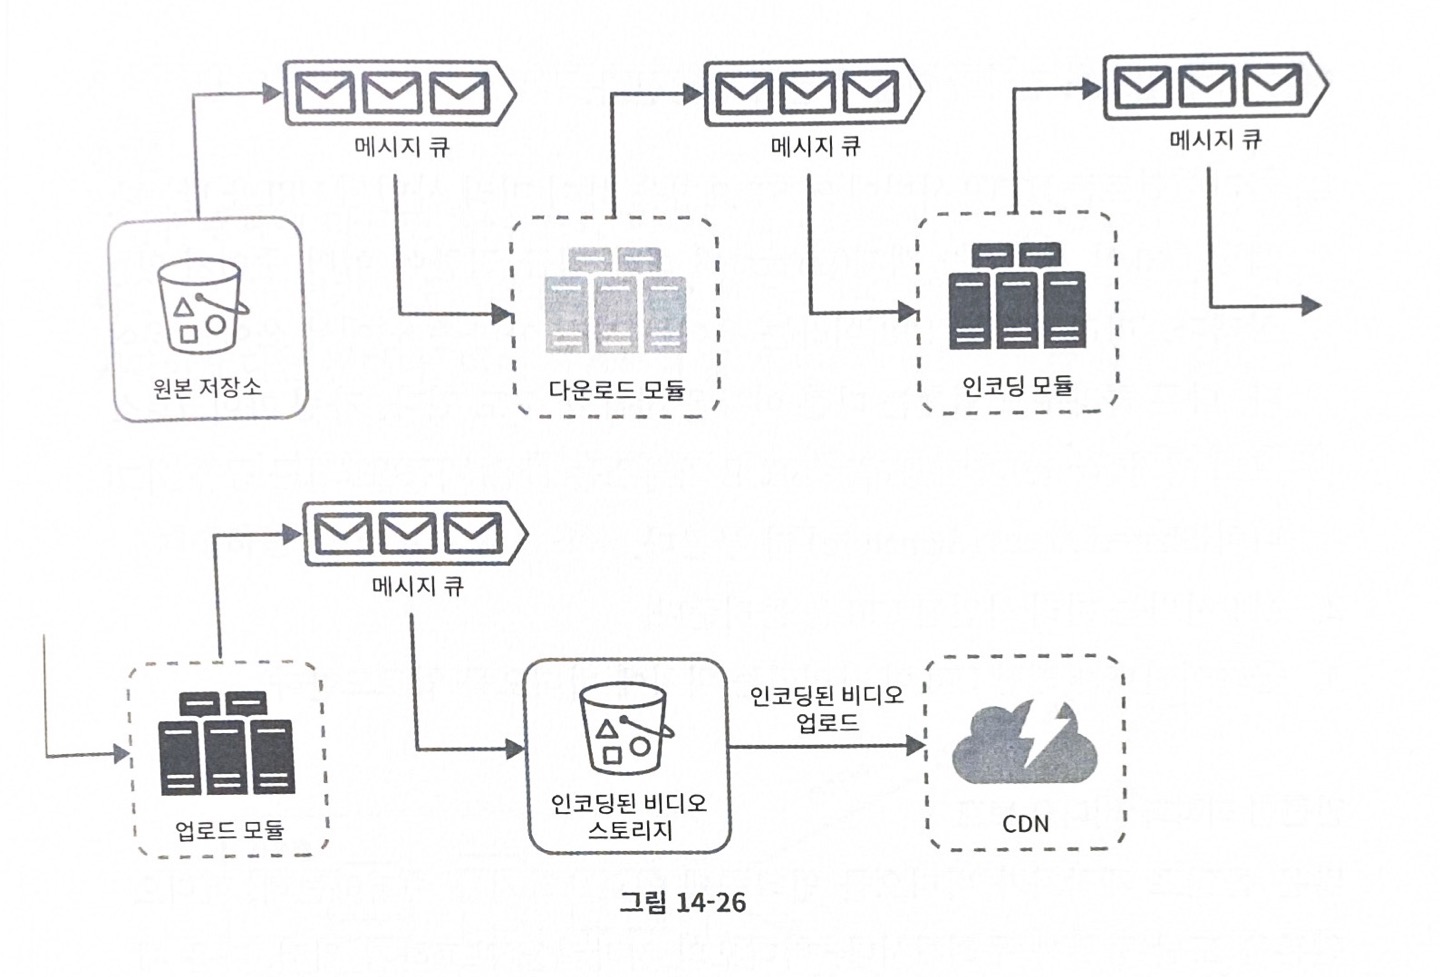 메시지 큐
메시지 큐
메시지 큐
원본 저장소
다운로드 모듈
인코딩 모듈
메시지 큐
업로드 모듈
인코딩된 비디오
스토리지
인코딩된 비디오
업로드
CDN
그림 14-26